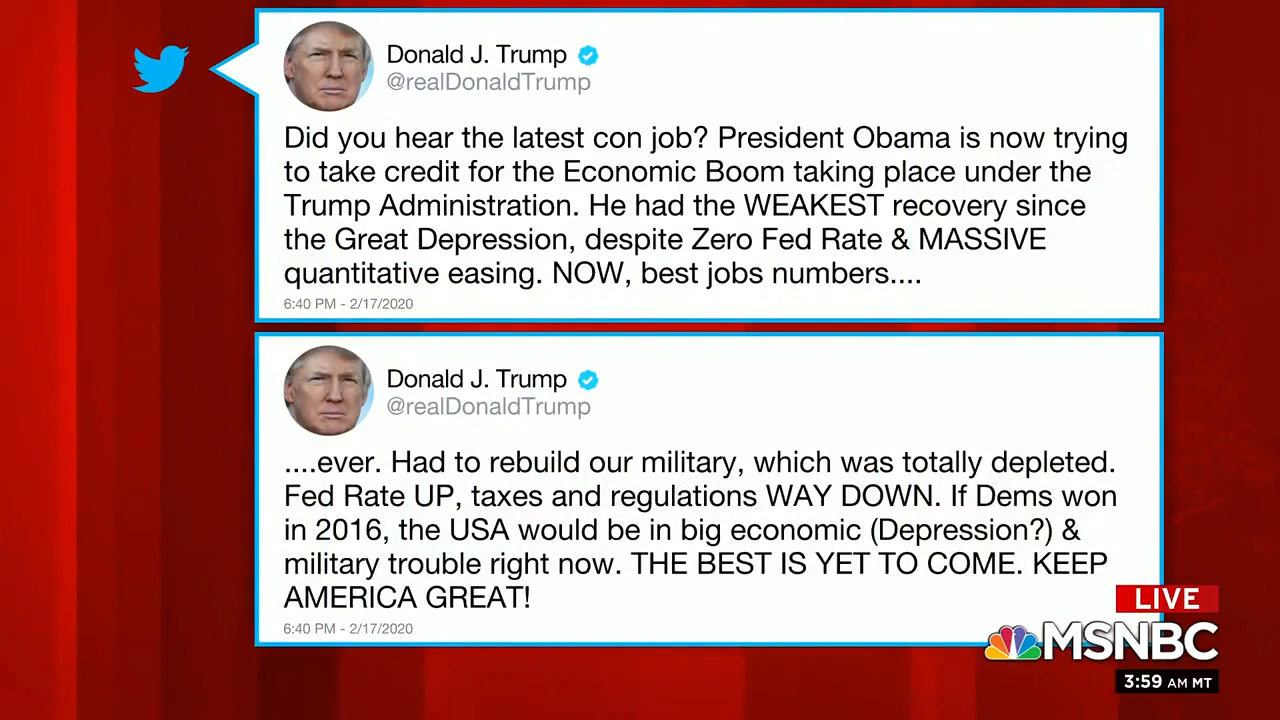 Donald J. Trump
@realDonaldTrump
Did you hear the latest con job? President Obama is now trying
to take credit for the Economic Boom taking place under the
Trump Administration. He had the WEAKEST recovery since
the Great Depression, despite Zero Fed Rate & MASSIVE
quantitative easing. NOW, best jobs numbers....
6:40 PM - 2/17/2020
Donald J. Trump
@realDonaldTrump
....ever. Had to rebuild our military, which was totally depleted.
Fed Rate UP, taxes and regulations WAY DOWN. If Dems won
in 2016, the USA would be in big economic (Depression?) &
military trouble right now. THE BEST IS YET TO COME. KEEP
AMERICA GREAT!
6:40 PM - 2/17/2020
LIVE
MSNBC
3:59 AM MT